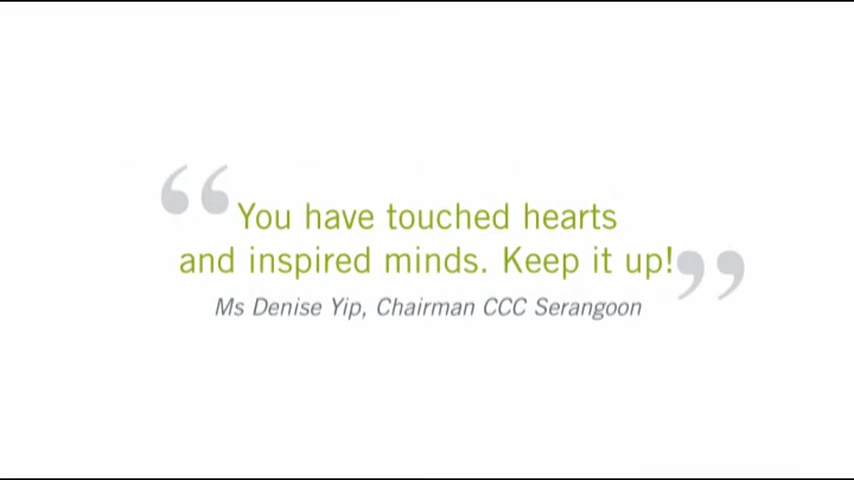 “You have touched hearts
and inspired minds. Keep it up!”
Ms Denise Yip, Chairman CCC Serangoon